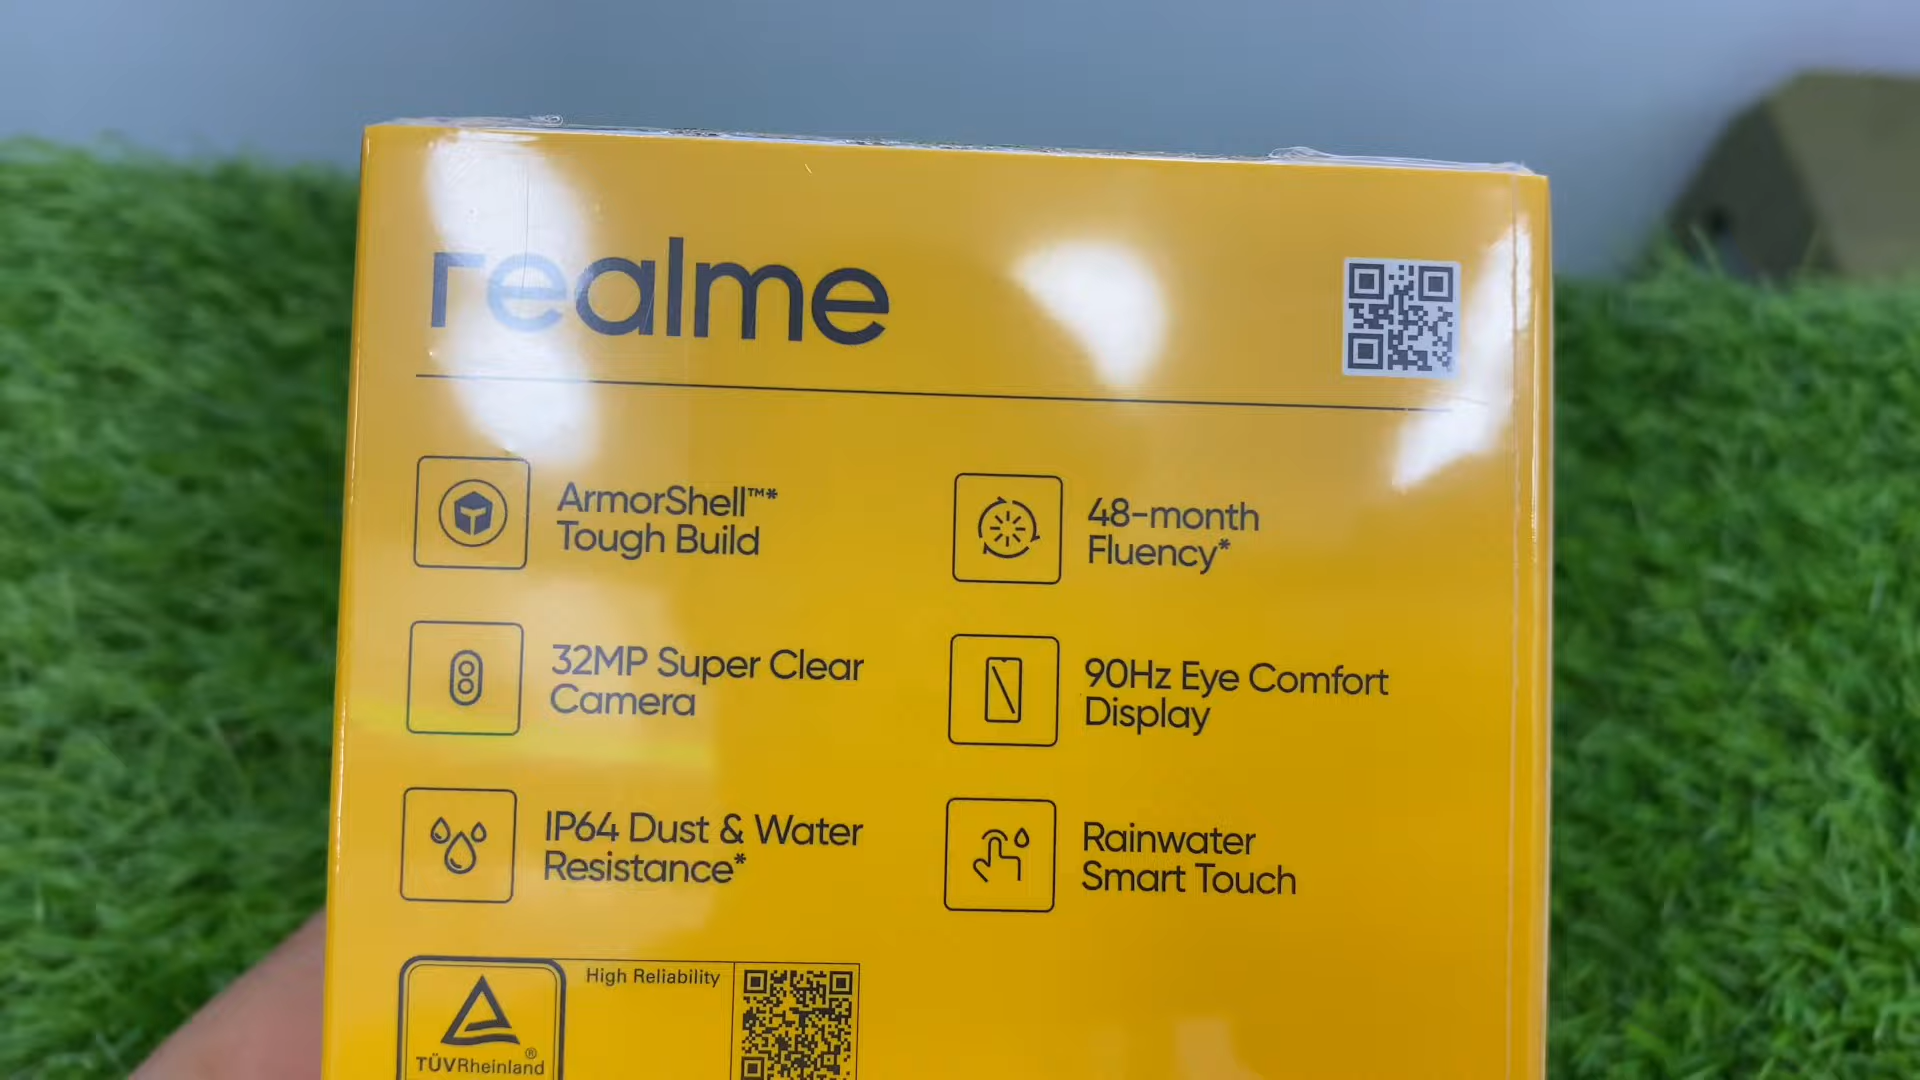 realme
ArmorShell™*
Tough Build
48-month
Fluency*
32MP Super Clear
Camera
90Hz Eye Comfort
Display
IP64 Dust & Water
Resistance*
Rainwater
Smart Touch
High Reliability
TÜVRheinland®